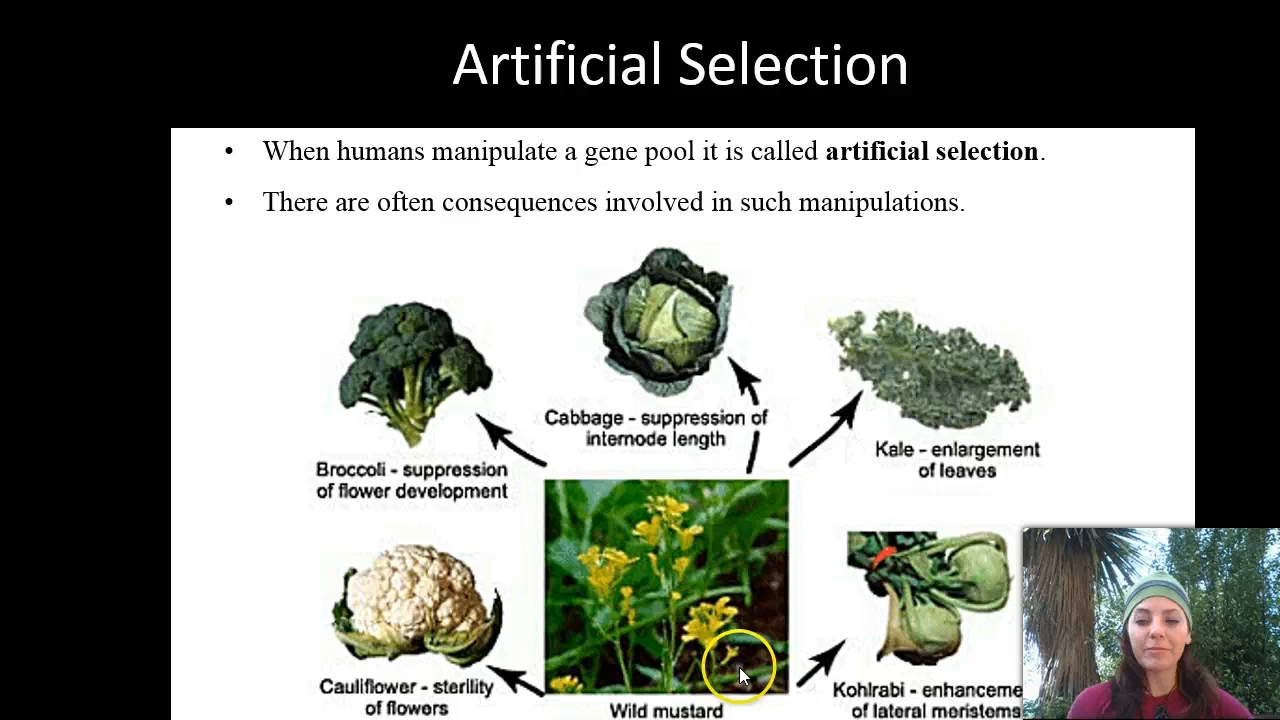 Artificial Selection
• When humans manipulate a gene pool it is called artificial selection.
• There are often consequences involved in such manipulations.
Cabbage - suppression of
internode length
Kale - enlargement
of leaves
Broccoli - suppression
of flower development
Cauliflower - sterility
of flowers
Wild mustard
Kohlrabi - enhanceme
of lateral meristems